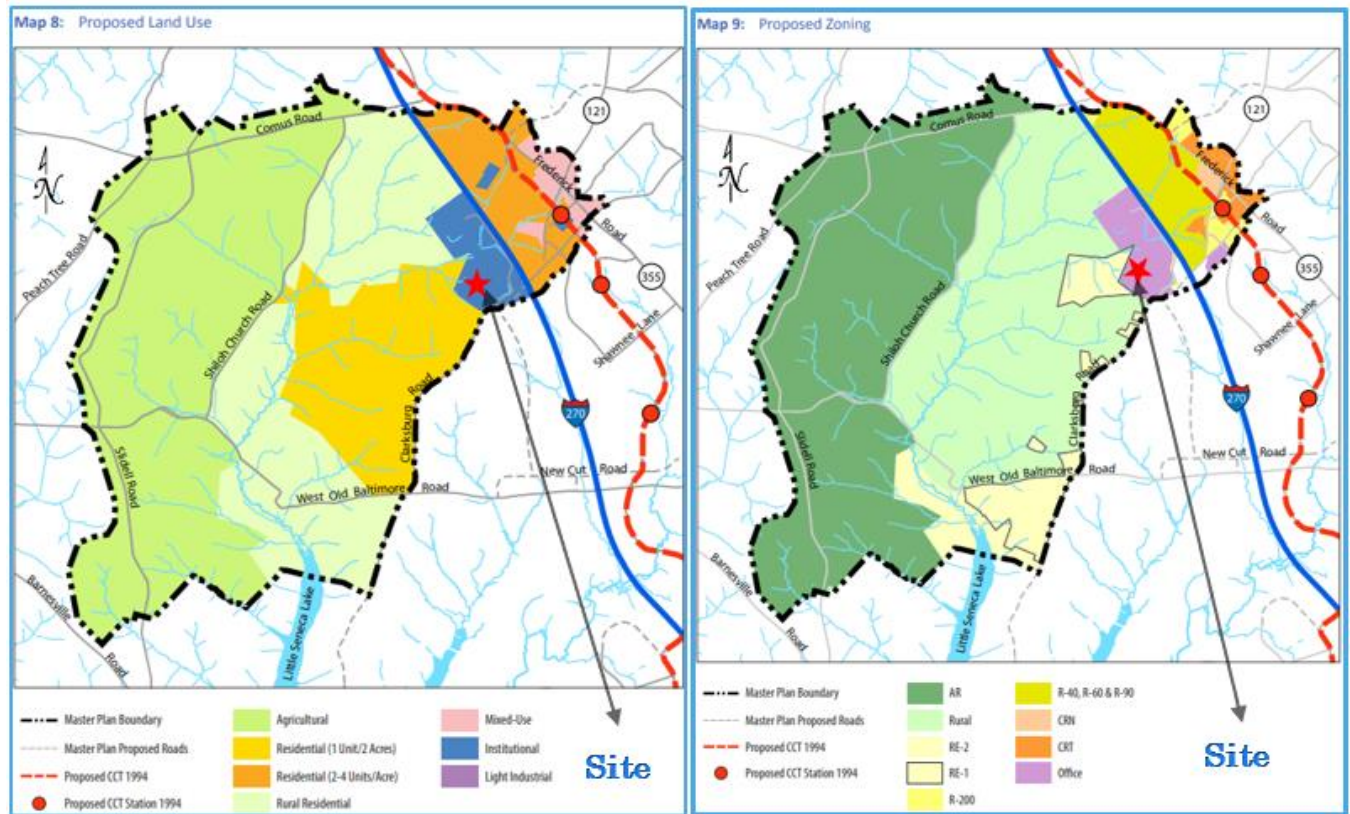 Map 8: Proposed Land Use
Comus Road
121
N
Frederick
Road
Peach Tree Road
355
Shiloh Church Road
Shawnee Lane
270
Clarksburg Road
Slidell Road
New Cut Road
West Old Baltimore Road
Barnesville Road
Little Seneca Lake
Master Plan Boundary
Master Plan Proposed Roads
Proposed CCT 1994
Proposed CCT Station 1994
Agricultural
Residential (1 Unit/2 Acres)
Residential (2-4 Units/Acre)
Rural Residential
Mixed-Use
Institutional
Light Industrial
Site
Map 9: Proposed Zoning
Comus Road
121
N
Frederick
Road
Peach Tree Road
355
Shiloh Church Road
Shawnee Lane
270
Clarksburg Road
Slidell Road
New Cut Road
West Old Baltimore Road
Barnesville Road
Little Seneca Lake
Master Plan Boundary
Master Plan Proposed Roads
Proposed CCT 1994
Proposed CCT Station 1994
AR
Rural
RE-2
RE-1
R-200
R-40, R-60 & R-90
CRN
CRT
Office
Site